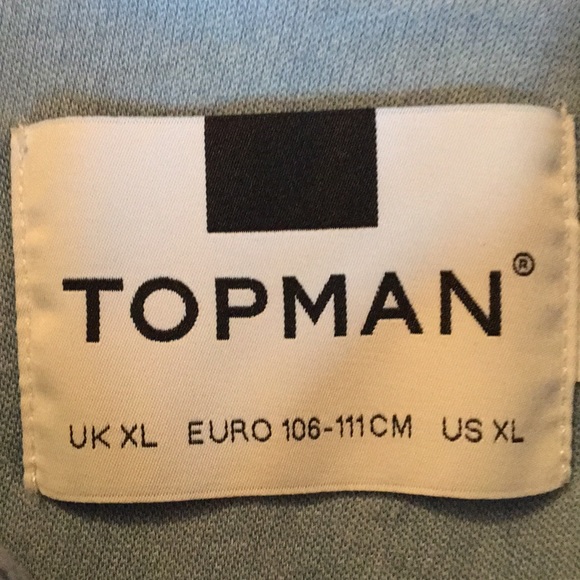 TOPMAN®
UK XL EURO 106-111CM US XL